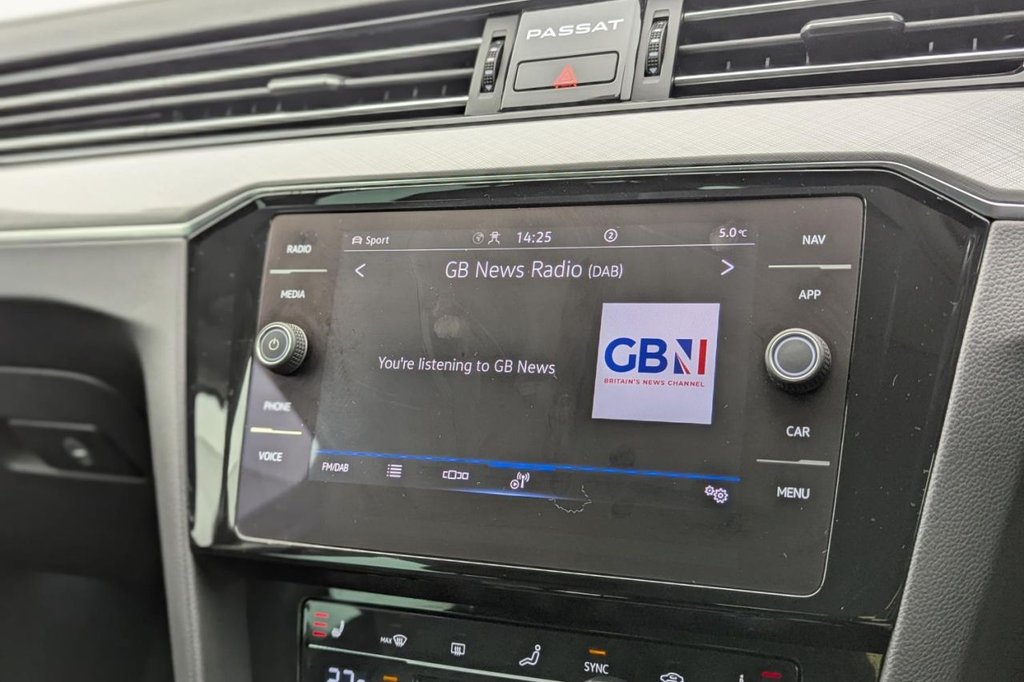 PASSAT
RADIO
MEDIA
PHONE
VOICE
Sport 14:25 2 5.0°C
< GB News Radio (DAB) >
You're listening to GB News
GBN
BRITAIN'S NEWS CHANNEL
FM/DAB
NAV
APP
CAR
MENU
MAX
SYNC